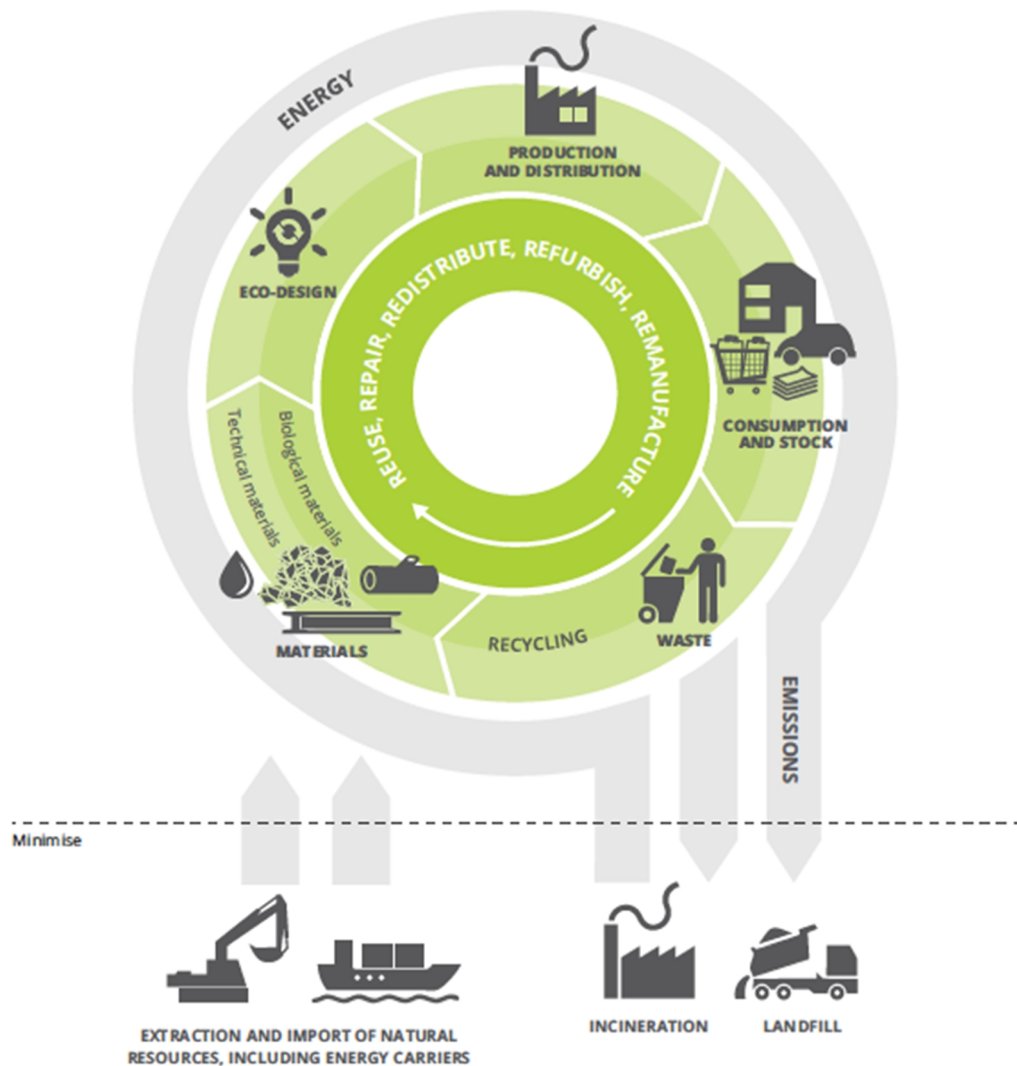 ENERGY
PRODUCTION
AND DISTRIBUTION
REUSE, REPAIR, REDISTRIBUTE, REFURBISH, REMANUFACTURE
ECO-DESIGN
CONSUMPTION
AND STOCK
Technical materials
Biological materials
MATERIALS
RECYCLING
WASTE
EMISSIONS
Minimise
EXTRACTION AND IMPORT OF NATURAL
RESOURCES, INCLUDING ENERGY CARRIERS
INCINERATION
LANDFILL